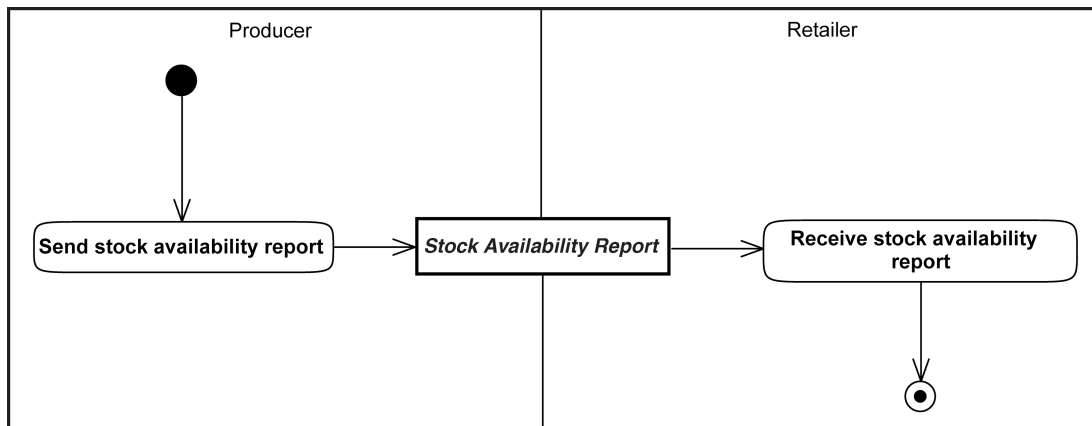 Producer
Retailer
Send stock availability report
Stock Availability Report
Receive stock availability
report